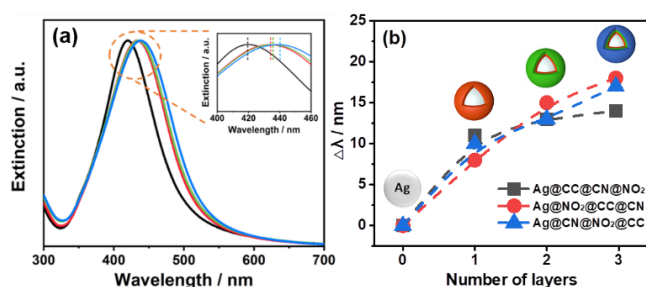 (a)
Extinction / a.u.
300 400 500 600 700
Wavelength / nm
Extinction / a.u.
400 420 440 460
Wavelength / nm
(b)
Δλ / nm
25
20
15
10
5
0
Ag
Ag@CC@CN@NO₂
Ag@NO₂@CC@CN
Ag@CN@NO₂@CC
0 1 2 3
Number of layers